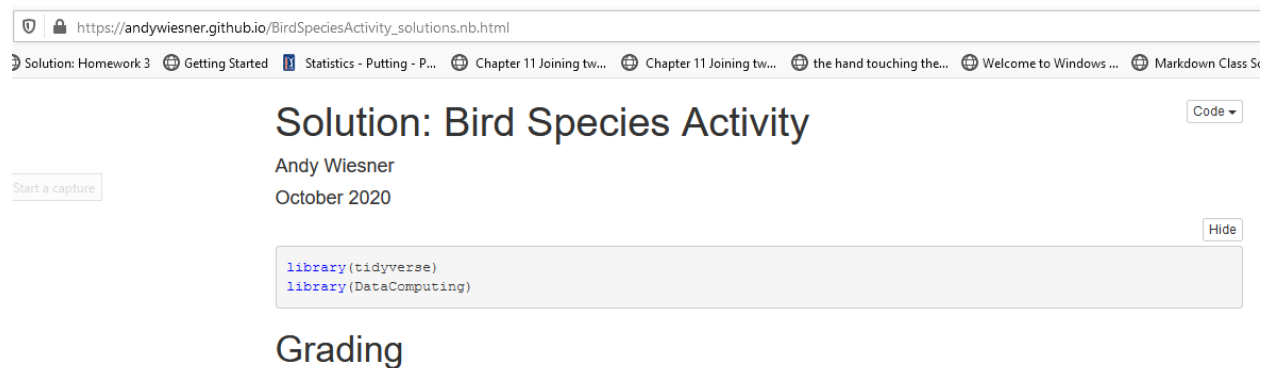 https://andywiesner.github.io/BirdSpeciesActivity_solutions.nb.html
Solution: Homework 3 Getting Started Statistics - Putting - P... Chapter 11 Joining tw... Chapter 11 Joining tw... the hand touching the... Welcome to Windows ... Markdown Class
Solution: Bird Species Activity
Code
Andy Wiesner
Start a capture
October 2020
Hide
library(tidyverse)
library(DataComputing)
Grading